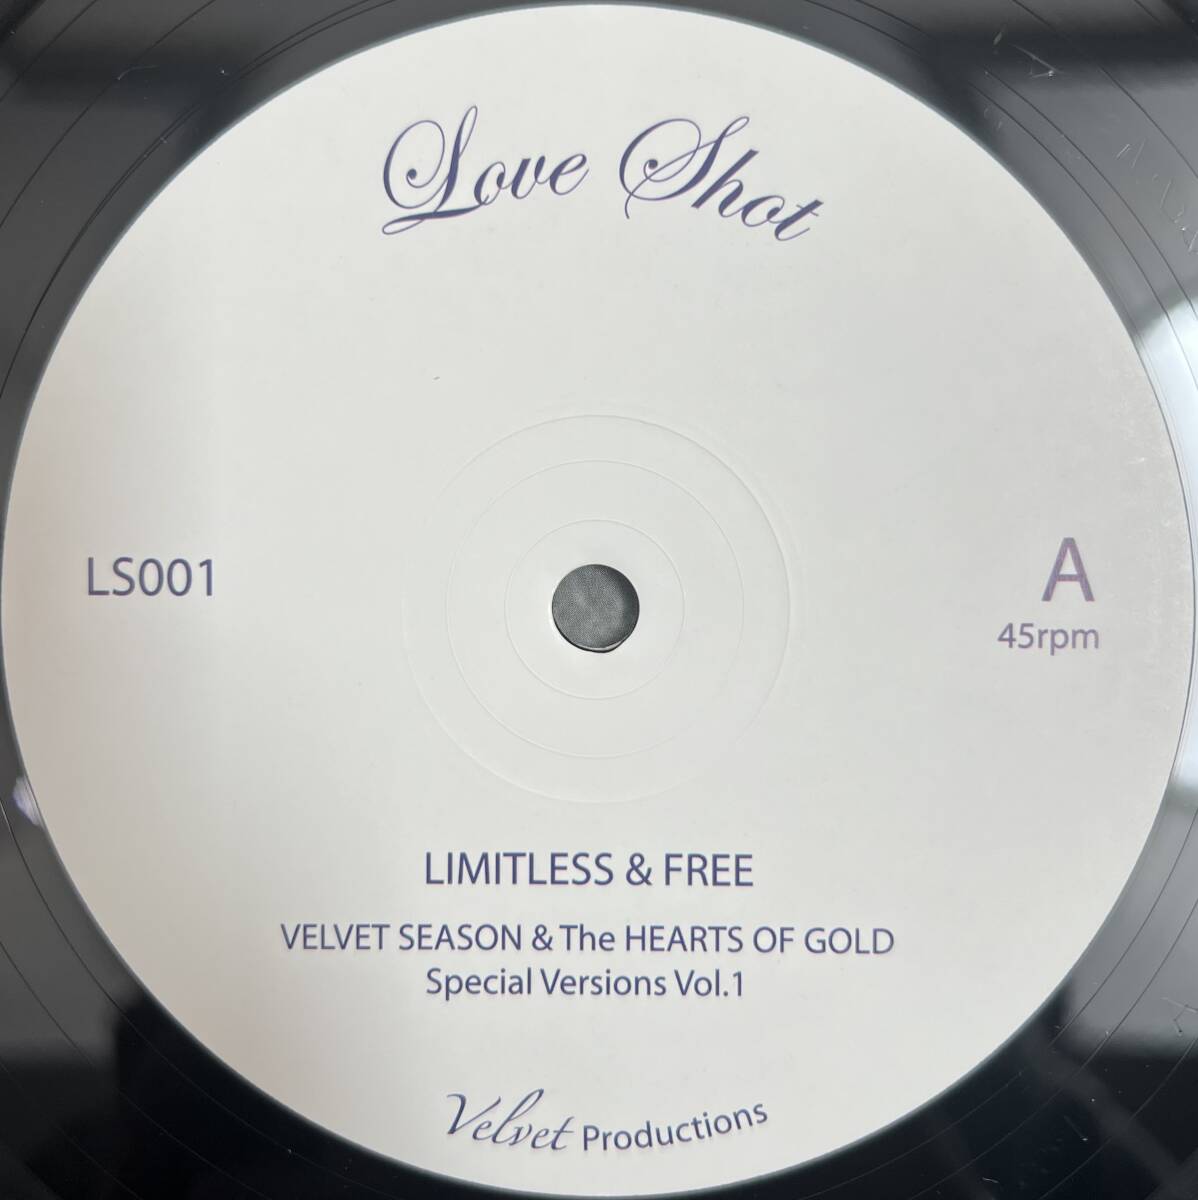 Love Shot
LS001
A
45rpm
LIMITLESS & FREE
VELVET SEASON & The HEARTS OF GOLD
Special Versions Vol.1
Velvet Productions